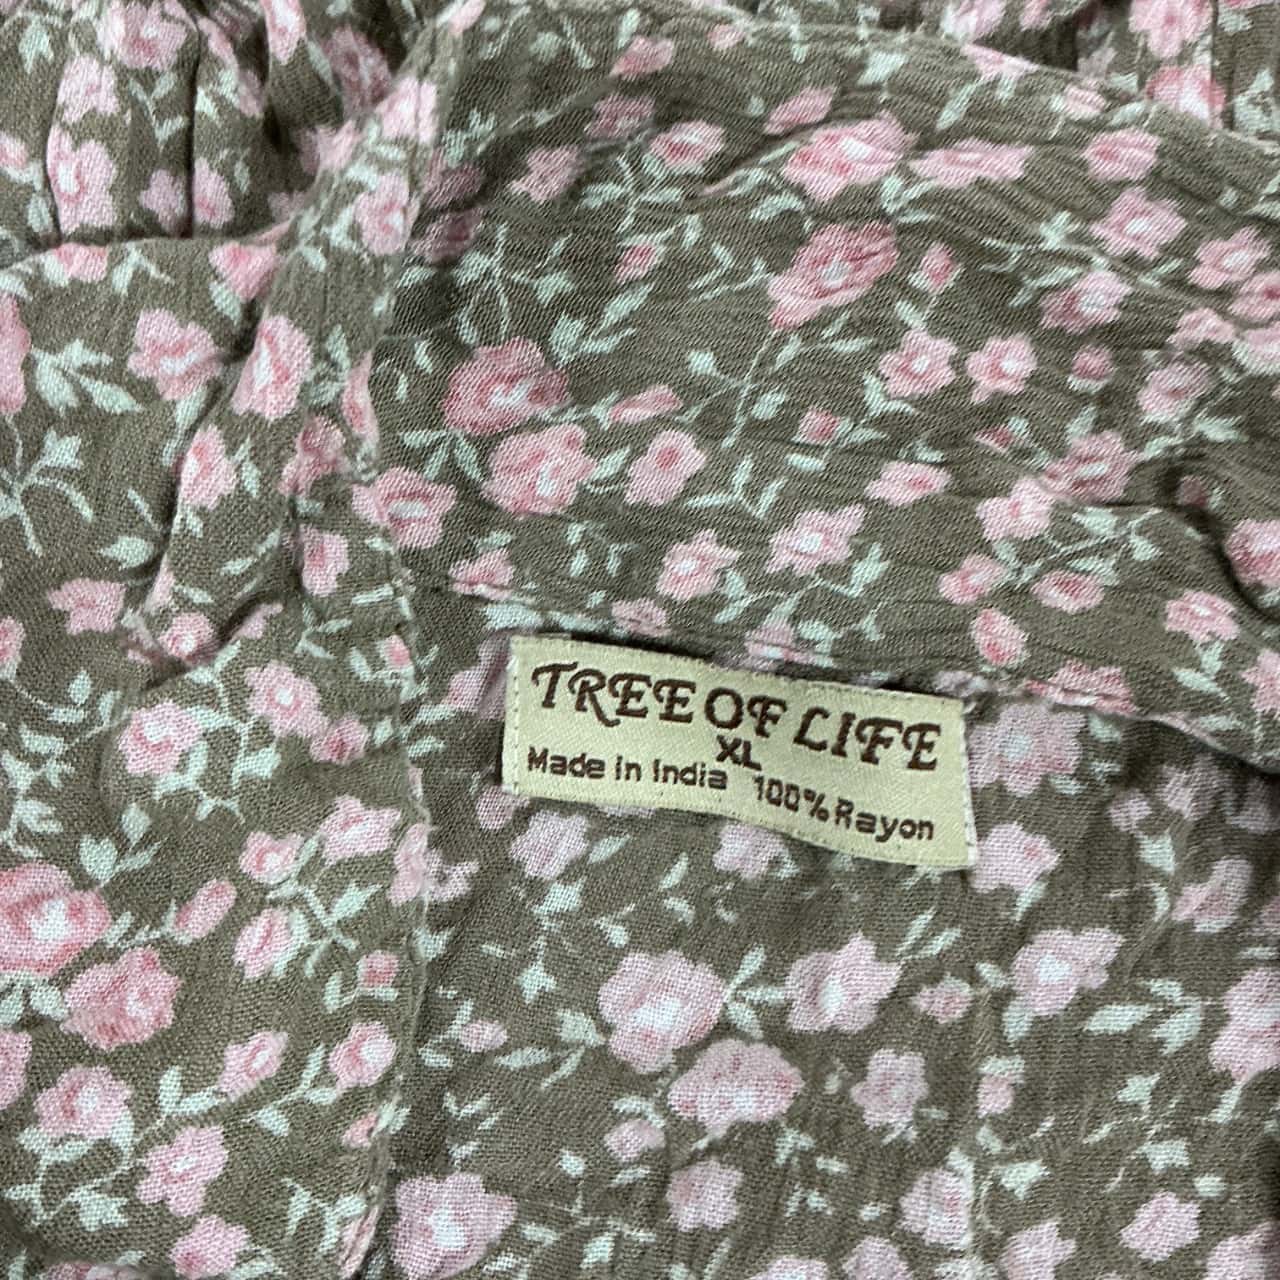 TREE OF LIFE
XL
Made in India 100% Rayon